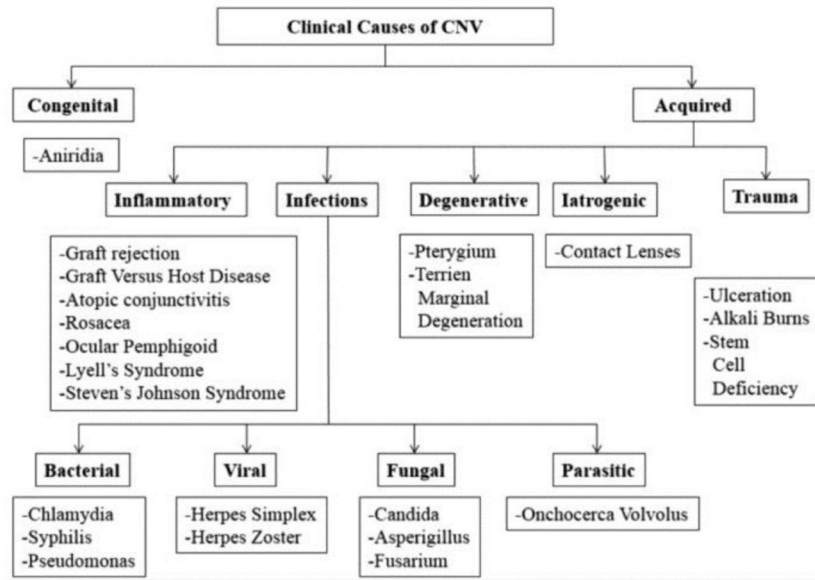 Clinical Causes of CNV
Congenital
Acquired
-Aniridia
Inflammatory
Infections
Degenerative
Iatrogenic
Trauma
-Graft rejection
-Graft Versus Host Disease
-Atopic conjunctivitis
-Rosacea
-Ocular Pemphigoid
-Lyell's Syndrome
-Steven's Johnson Syndrome
-Pterygium
-Terrien
Marginal
Degeneration
-Contact Lenses
-Ulceration
-Alkali Burns
-Stem
Cell
Deficiency
Bacterial
Viral
Fungal
Parasitic
-Chlamydia
-Syphilis
-Pseudomonas
-Herpes Simplex
-Herpes Zoster
-Candida
-Asperigillus
-Fusarium
-Onchocerca Volvolus